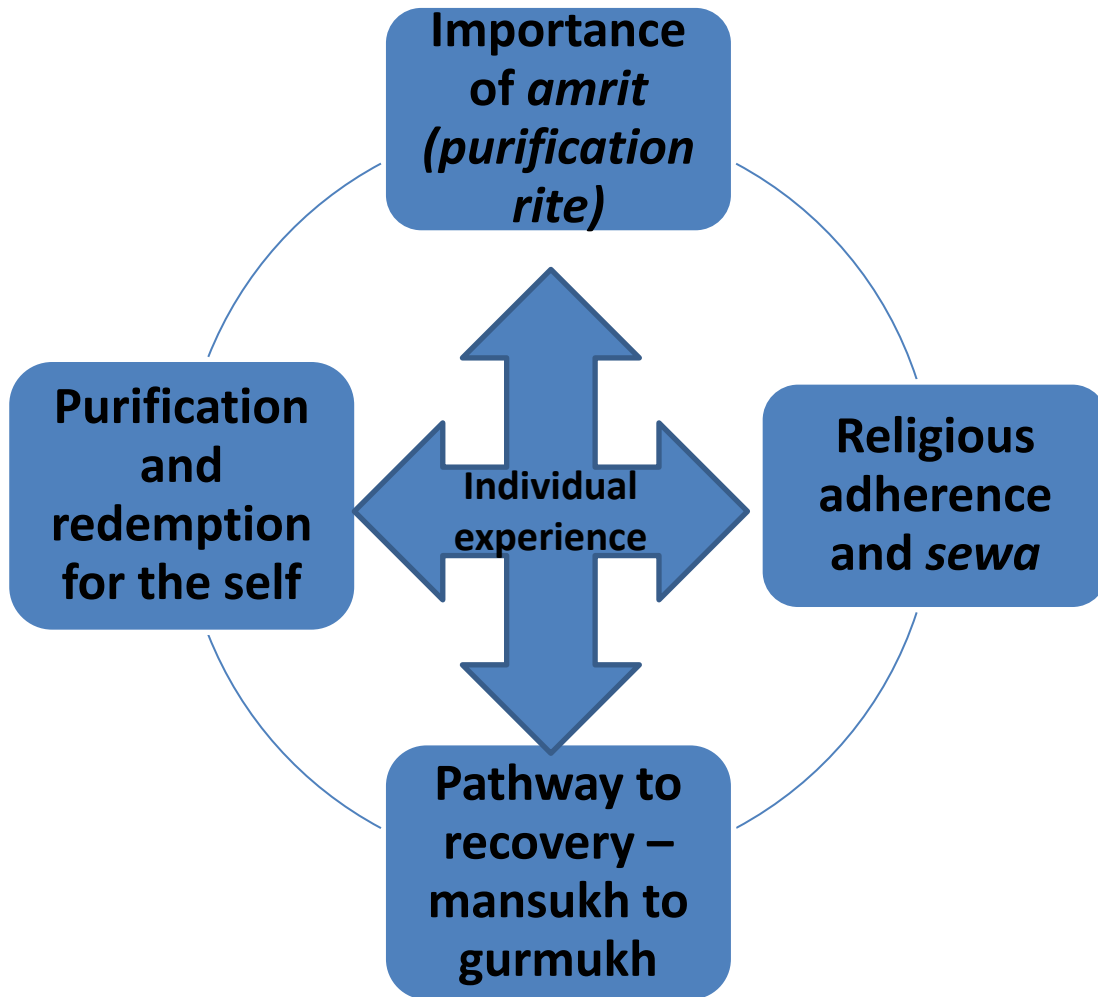 Importance
of amrit
(purification
rite)
Purification
and
redemption
for the self
Individual
experience
Religious
adherence
and sewa
Pathway to
recovery –
mansukh to
gurmukh